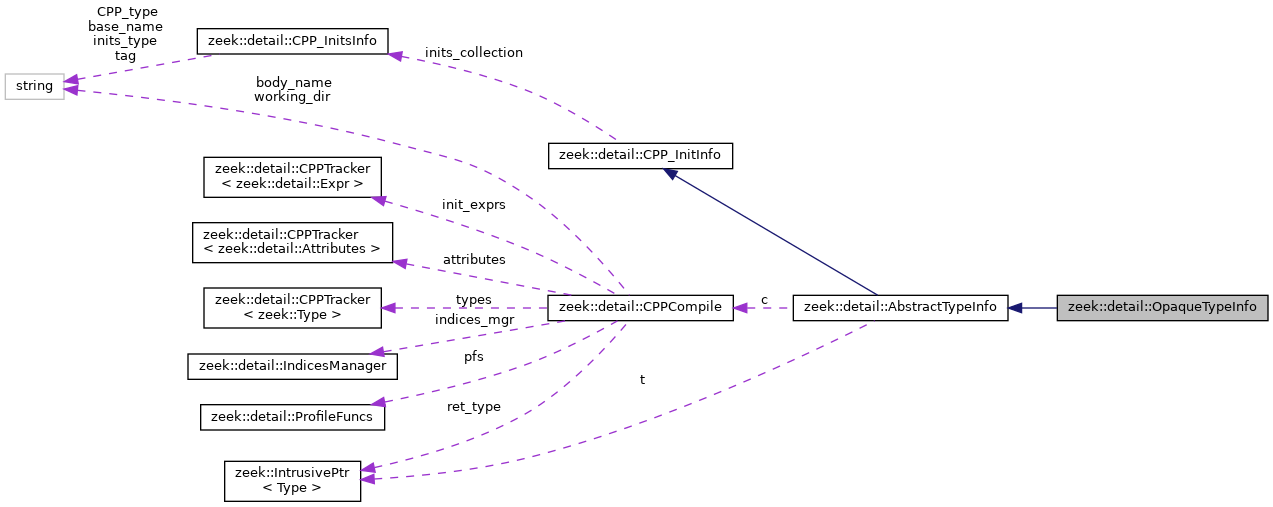 CPP_type
base_name
inits_type
tag
zeek::detail::CPP_InitsInfo
inits_collection
string
body_name
working_dir
zeek::detail::CPP_InitInfo
zeek::detail::CPPTracker
< zeek::detail::Expr >
init_exprs
zeek::detail::CPPTracker
< zeek::detail::Attributes >
attributes
zeek::detail::CPPTracker
< zeek::Type >
types
zeek::detail::CPPCompile
c
zeek::detail::AbstractTypeInfo
zeek::detail::OpaqueTypeInfo
indices_mgr
zeek::detail::IndicesManager
pfs
t
zeek::detail::ProfileFuncs
ret_type
zeek::IntrusivePtr
< Type >